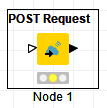 POST Request
Node 1